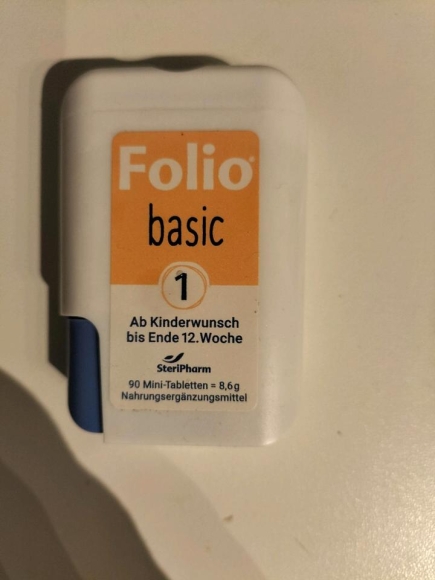 Folio®
basic
1
Ab Kinderwunsch
bis Ende 12. Woche
SteriPharm
90 Mini-Tabletten = 8,6g
Nahrungsergänzungsmittel